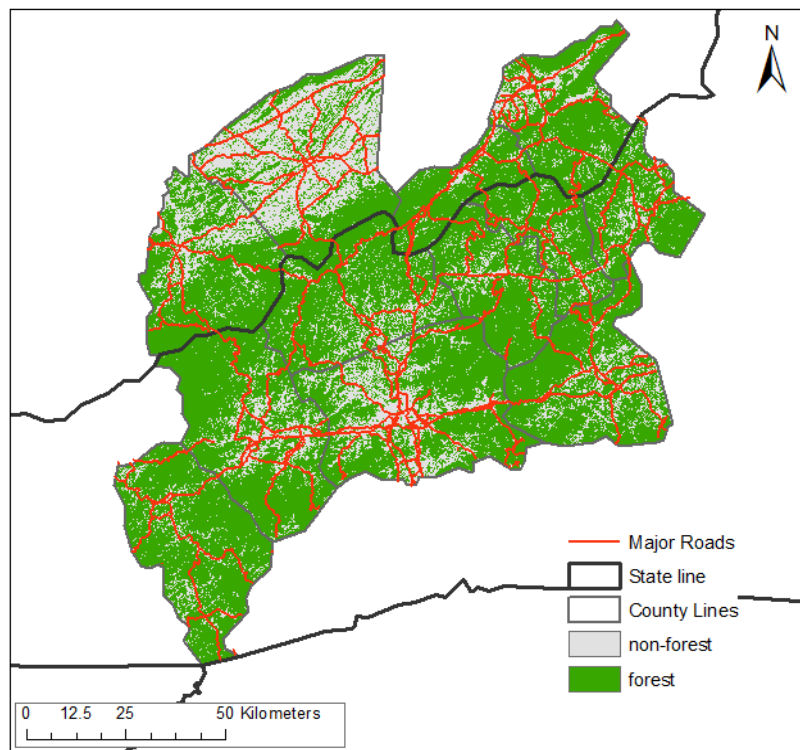 N
Major Roads
State line
County Lines
non-forest
forest
0 12.5 25 50 Kilometers